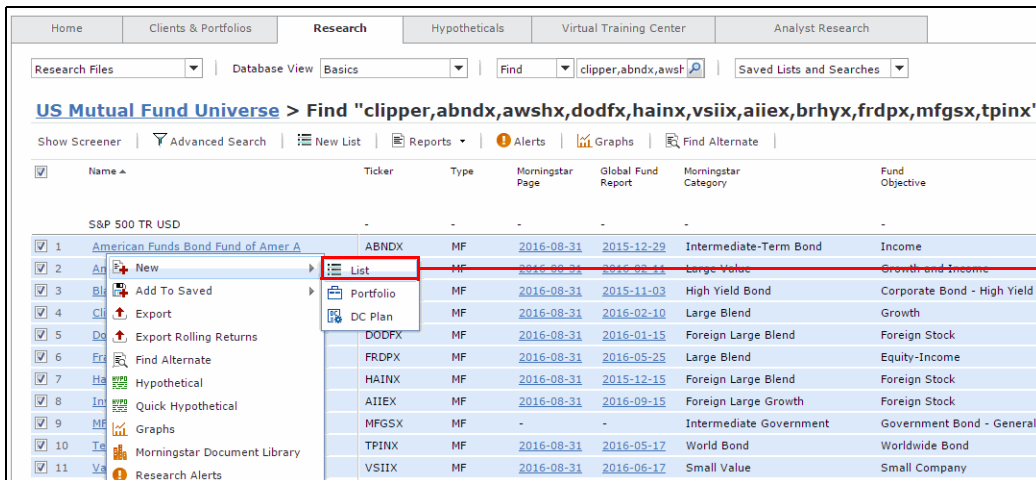 Home Clients & Portfolios Research Hypotheticals Virtual Training Center Analyst Research
Research Files Database View Basics Find clipper,abndx,awsh Saved Lists and Searches
US Mutual Fund Universe > Find "clipper,abndx,awshx,dodfx,hainx,vsiix,aiiex,brhyx,frdpx,mfgsx,tpinx"
Show Screener Advanced Search New List Reports Alerts Graphs Find Alternate
Name Ticker Type Morningstar Page Global Fund Report Morningstar Category Fund Objective
S&P 500 TR USD - - - - - -
1 American Funds Bond Fund of Amer A ABNDX MF 2016-08-31 2015-12-29 Intermediate-Term Bond Income
2 An New List MF 2016-08-31 2016-02-11 Large Value Growth and Income
3 Bla Add To Saved Portfolio MF 2016-08-31 2015-11-03 High Yield Bond Corporate Bond - High Yield
4 Cli Export DC Plan MF 2016-08-31 2016-02-10 Large Blend Growth
5 Do Export Rolling Returns DODFX MF 2016-08-31 2016-01-15 Foreign Large Blend Foreign Stock
6 Fra Find Alternate FRDPX MF 2016-08-31 2016-05-25 Large Blend Equity-Income
7 Ha Hypothetical HAINX MF 2016-08-31 2015-12-15 Foreign Large Blend Foreign Stock
8 Inv Quick Hypothetical AIIEX MF 2016-08-31 2016-09-15 Foreign Large Growth Foreign Stock
9 MF Graphs MFGSX MF - - Intermediate Government Government Bond - General
10 Te Morningstar Document Library TPINX MF 2016-08-31 2016-05-17 World Bond Worldwide Bond
11 Va Research Alerts VSIIX MF 2016-08-31 2016-06-17 Small Value Small Company